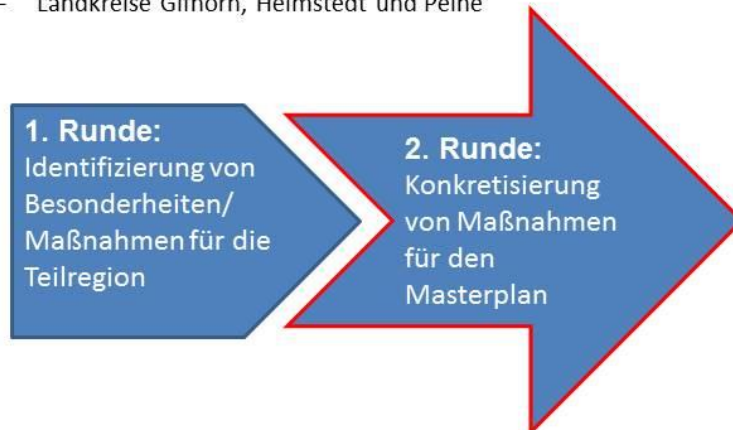 - Landkreise Gifhorn, Helmstedt und Peine
1. Runde:
Identifizierung von
Besonderheiten/
Maßnahmen für die
Teilregion
2. Runde:
Konkretisierung
von Maßnahmen
für den
Masterplan